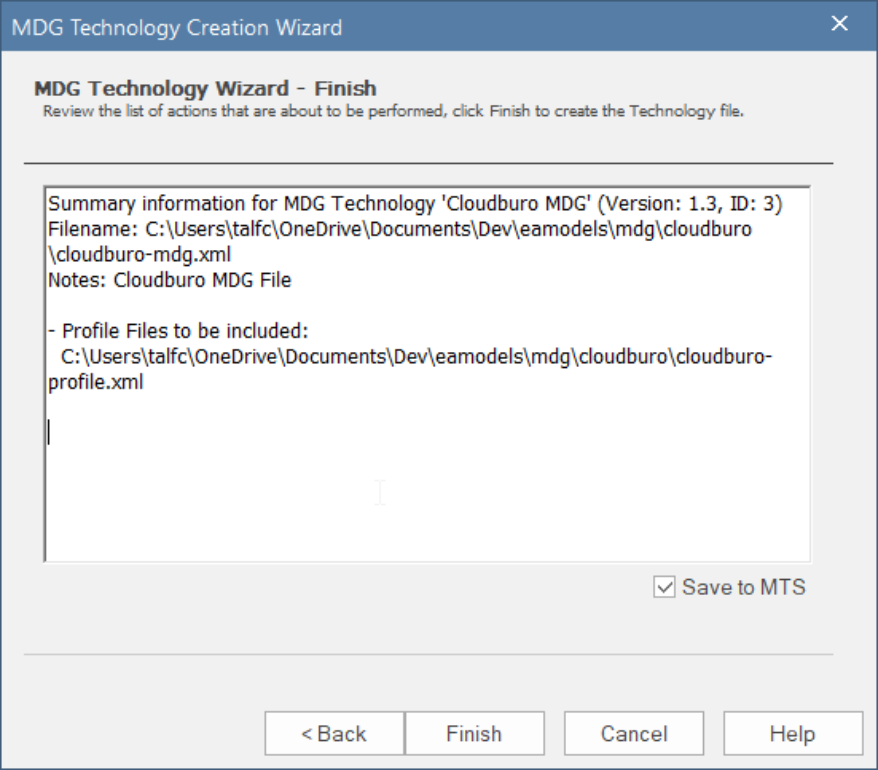 MDG Technology Creation Wizard
MDG Technology Wizard - Finish
Review the list of actions that are about to be performed, click Finish to create the Technology file.
Summary information for MDG Technology 'Cloudburo MDG' (Version: 1.3, ID: 3)
Filename: C:\Users\talfc\OneDrive\Documents\Dev\eamodels\mdg\cloudburo
\cloudburo-mdg.xml
Notes: Cloudburo MDG File
- Profile Files to be included:
C:\Users\talfc\OneDrive\Documents\Dev\eamodels\mdg\cloudburo\cloudburo-
profile.xml
Save to MTS
< Back Finish Cancel Help